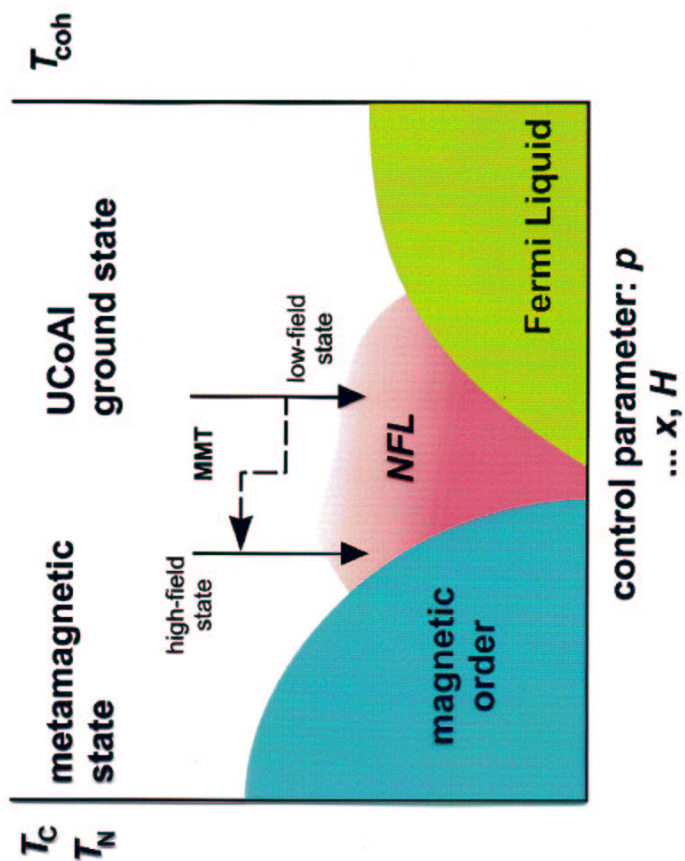 T_C
T_N
metamagnetic
state
UCoAl
ground state
T_coh
high-field
state
MMT
low-field
state
NFL
magnetic
order
Fermi Liquid
control parameter: p
... x, H